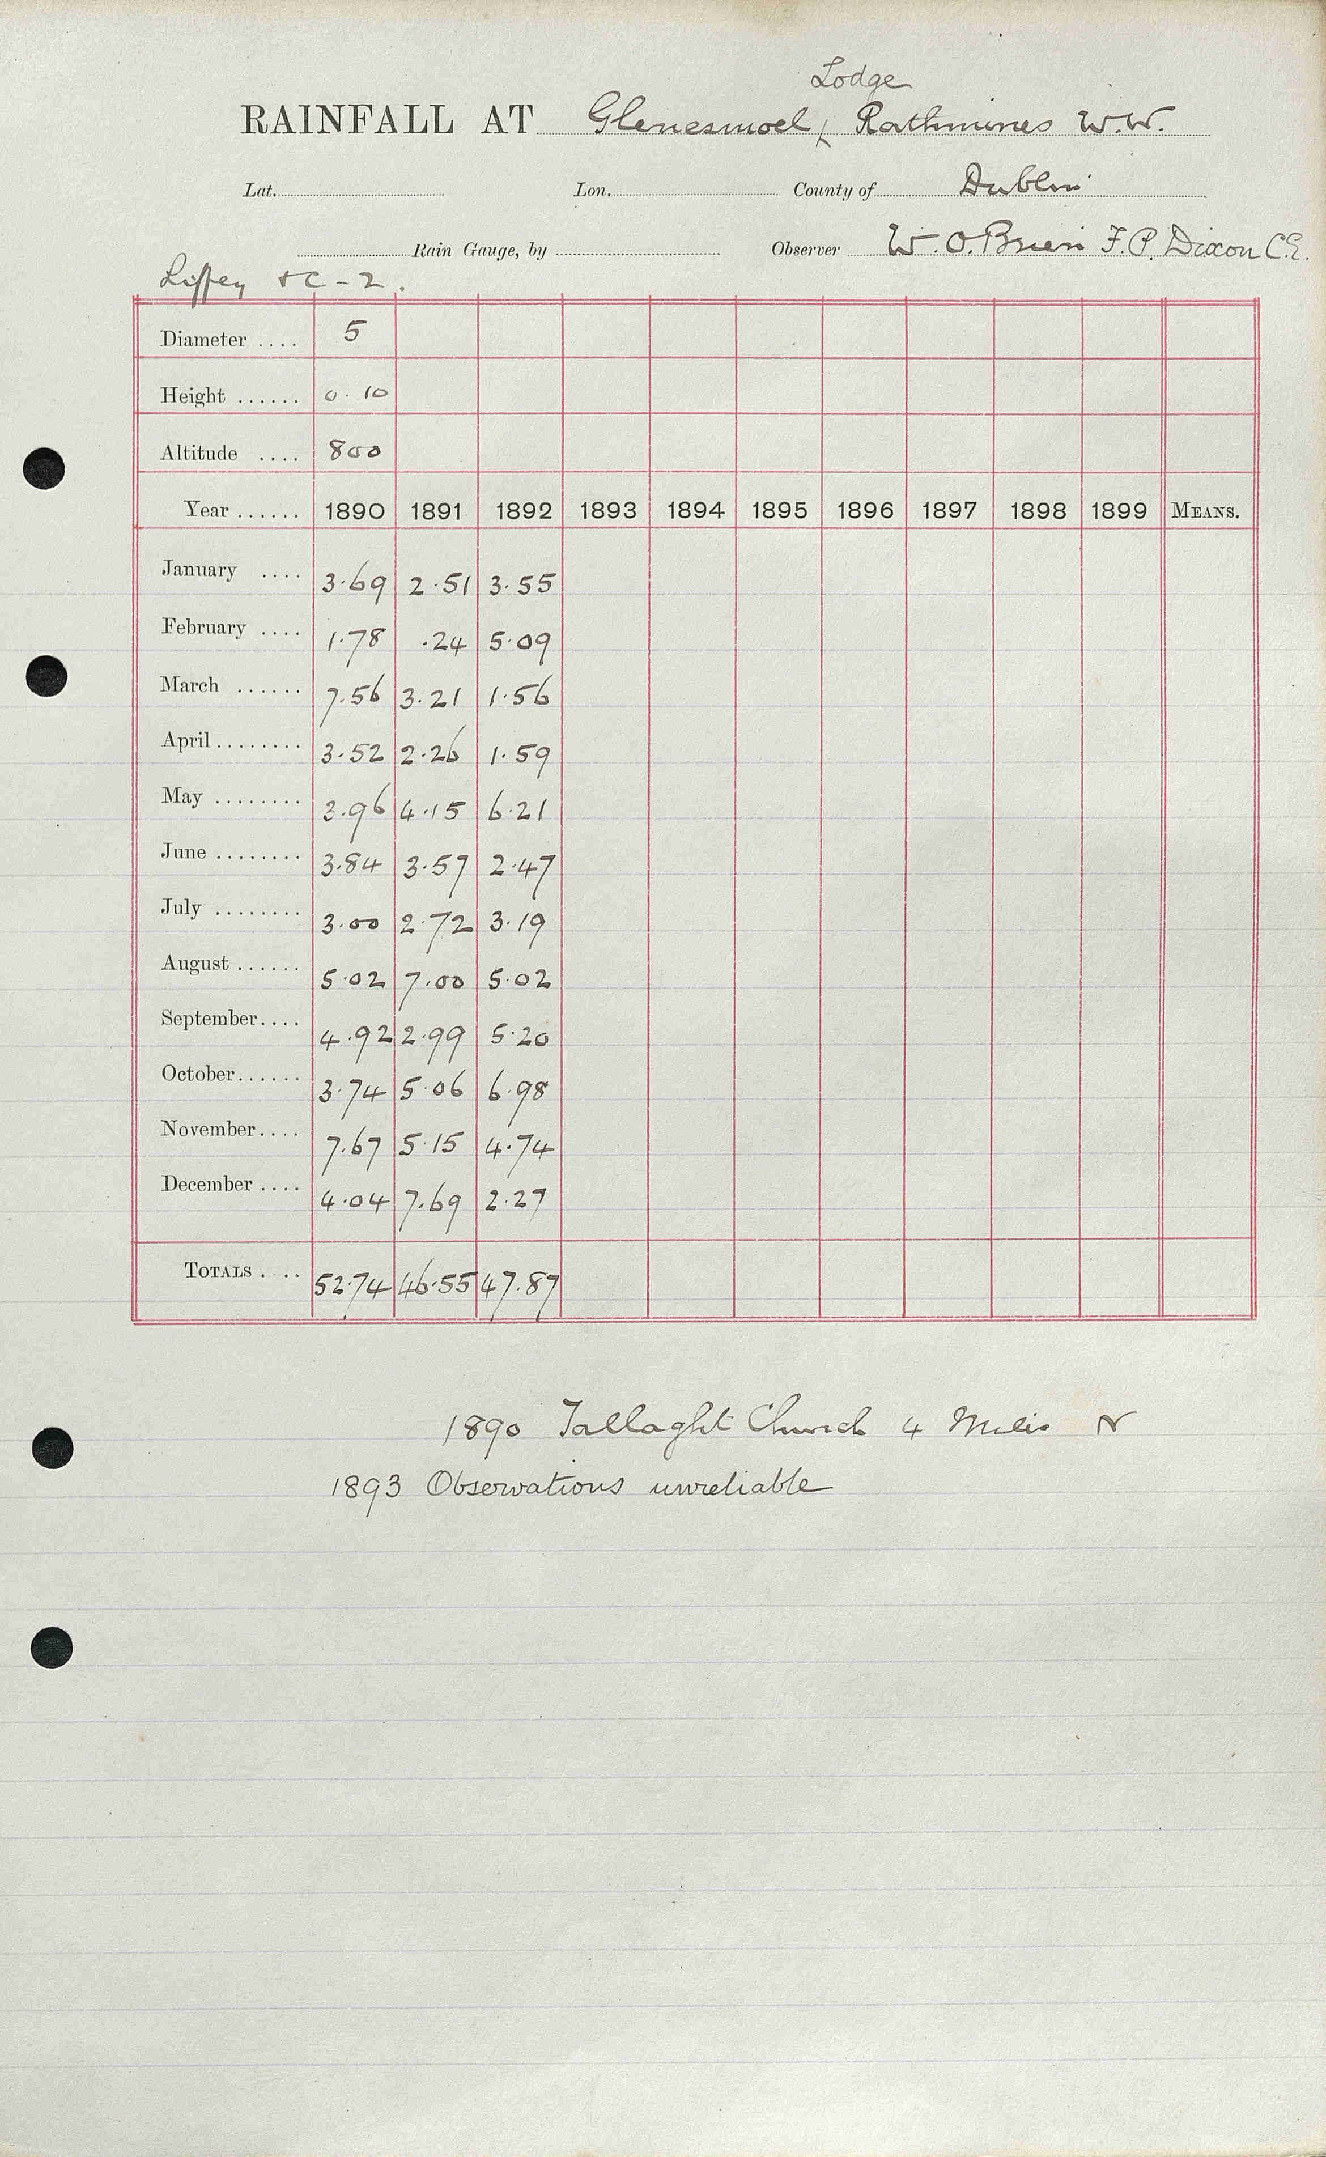 Lodge
RAINFALL AT Glenesmoel, Rathmines W.W.
Lat. Lon. County of Dublin
Rain Gauge, by Observer W. O.Brien F.P. Dixon C.E.
Liffey &c - 2.
Diameter .... 5
Height ...... 0.10
Altitude .... 800
Year ...... 1890 1891 1892 1893 1894 1895 1896 1897 1898 1899 MEANS.
January .... 3.69 2.51 3.55
February .... 1.78 .24 5.09
March ...... 7.56 3.21 1.56
April ........ 3.52 2.26 1.59
May ........ 3.96 4.15 6.21
June ........ 3.84 3.57 2.47
July ........ 3.00 2.72 3.19
August ...... 5.02 7.00 5.02
September.... 4.92 2.99 5.20
October...... 3.74 5.06 6.98
November.... 7.67 5.15 4.74
December .... 4.04 7.69 2.27
TOTALS .... 52.74 46.55 47.87
1890 Tallaght Church 4 Miles N
1893 Observations unreliable